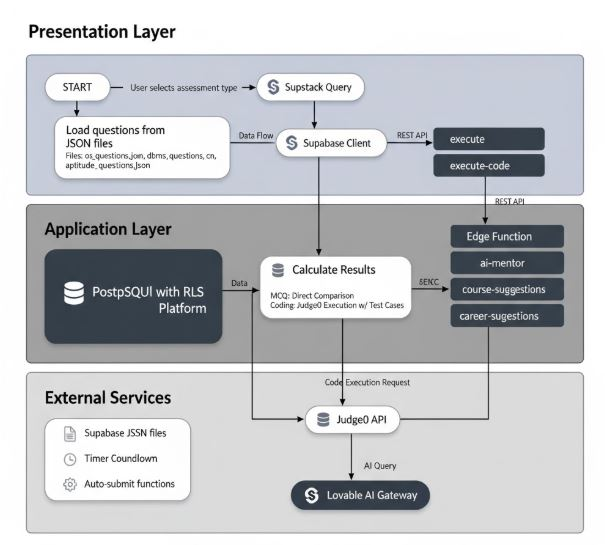 Presentation Layer
START
User selects assessment type
Supstack Query
Load questions from
JSON files
Files: os_questions,join, dbms, questions, cn,
aptitude_questions,Json
Data Flow
Supabase Client
REST API
execute
execute-code
REST API
Application Layer
PostpSQUl with RLS
Platform
Data
Calculate Results
MCQ: Direct Comparison
Coding: Judge0 Execution w/ Test Cases
Edge Function
ai-mentor
course-suggestions
career-sugestions
Code Execution Request
External Services
Supabase JSSN files
Timer Coundlown
Auto-submit functions
Judge0 API
AI Query
Lovable AI Gateway